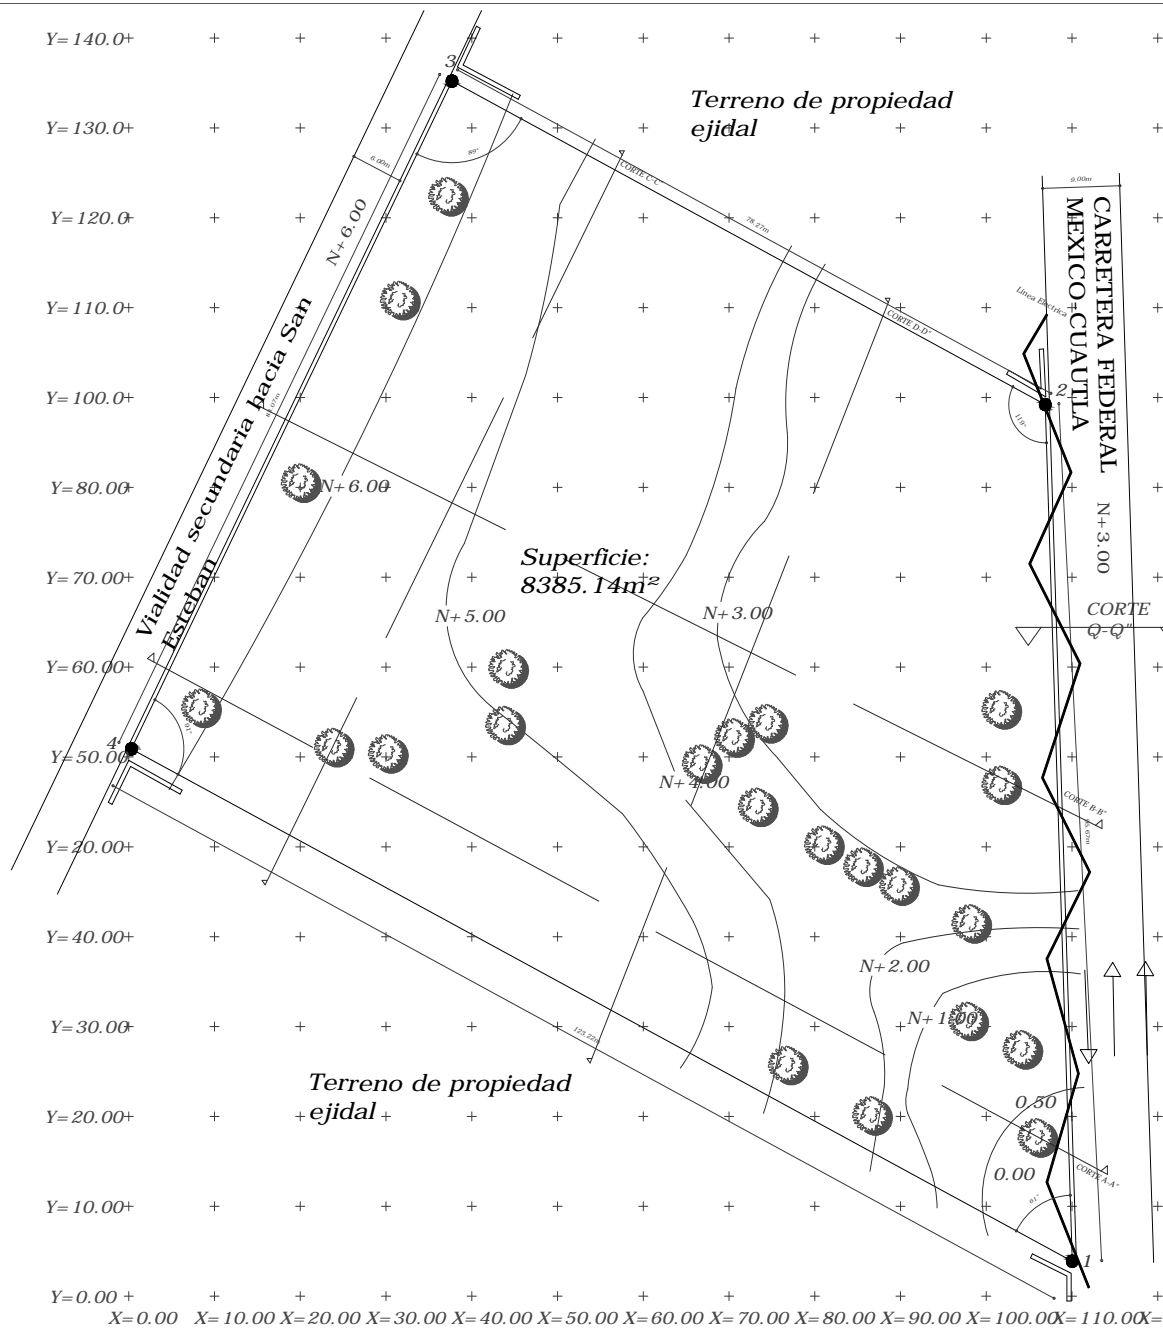 Y=140.0
3
Terreno de propiedad
ejidal
Y=130.0
89°
CORTE C-C'
6.00m
9.00m
Y=120.0
N+6.00
78.27m
CARRETERA FEDERAL
MEXICO-CUAUTLA
N+3.00
Linea Electrica
Y=110.0
CORTE D-D"
Vialidad secundaria hacia San
Esteban
Y=100.0
2
119°
Y=80.00
N+6.00
Superficie:
8385.14m²
Y=70.00
N+5.00
N+3.00
CORTE
Q-Q"
Y=60.00
4
91°
Y=50.00
N+4.00
CORTE B-B"
Y=20.00
Y=40.00
N+2.00
N+1.00
Y=30.00
123.22m
Terreno de propiedad
ejidal
Y=20.00
0.50
0.00
CORTE A-A"
Y=10.00
61°
1
Y=0.00
X=0.00 X=10.00 X=20.00 X=30.00 X=40.00 X=50.00 X=60.00 X=70.00 X=80.00 X=90.00 X=100.00 X=110.00 X=